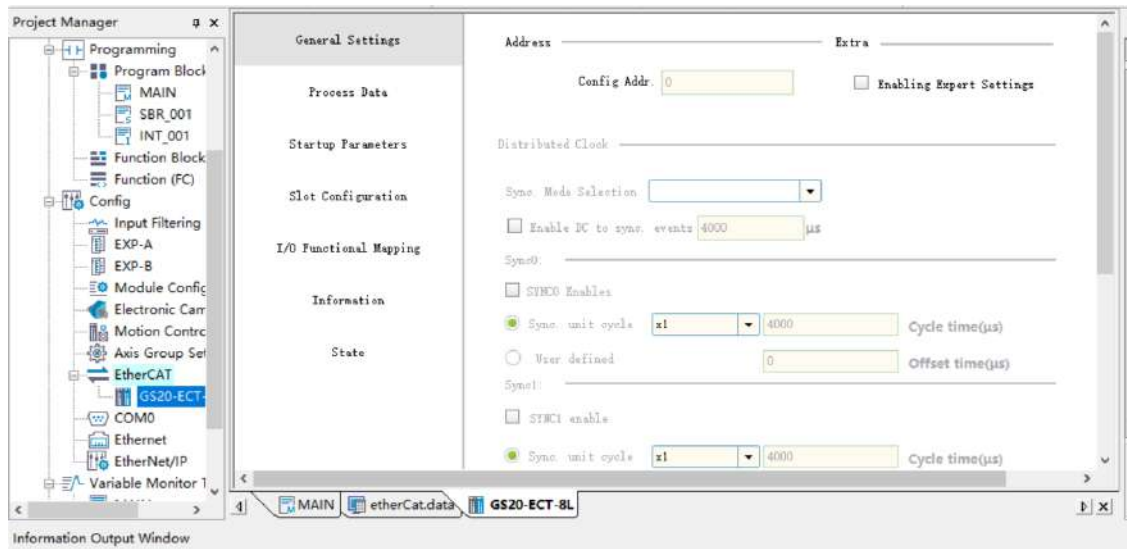 Project Manager
Programming
Program Block
MAIN
SBR_001
INT_001
Function Block
Function (FC)
Config
Input Filtering
EXP-A
EXP-B
Module Config
Electronic Cam
Motion Contro
Axis Group Set
EtherCAT
GS20-ECT-
COM0
Ethernet
EtherNet/IP
Variable Monitor T
General Settings
Process Data
Startup Parameters
Slot Configuration
I/O Functional Mapping
Information
State
Address
Extra
Config Addr. 0
Enabling Expert Settings
Distributed Clock
Sync. Mode Selection
Enable DC to sync. events 4000 μs
Sync0:
SYNC0 Enables
Sync. unit cycle x1 4000 Cycle time(μs)
User defined 0 Offset time(μs)
Sync1:
SYNC1 enable
Sync. unit cycle x1 4000 Cycle time(μs)
MAIN
etherCat.data
GS20-ECT-8L
Information Output Window